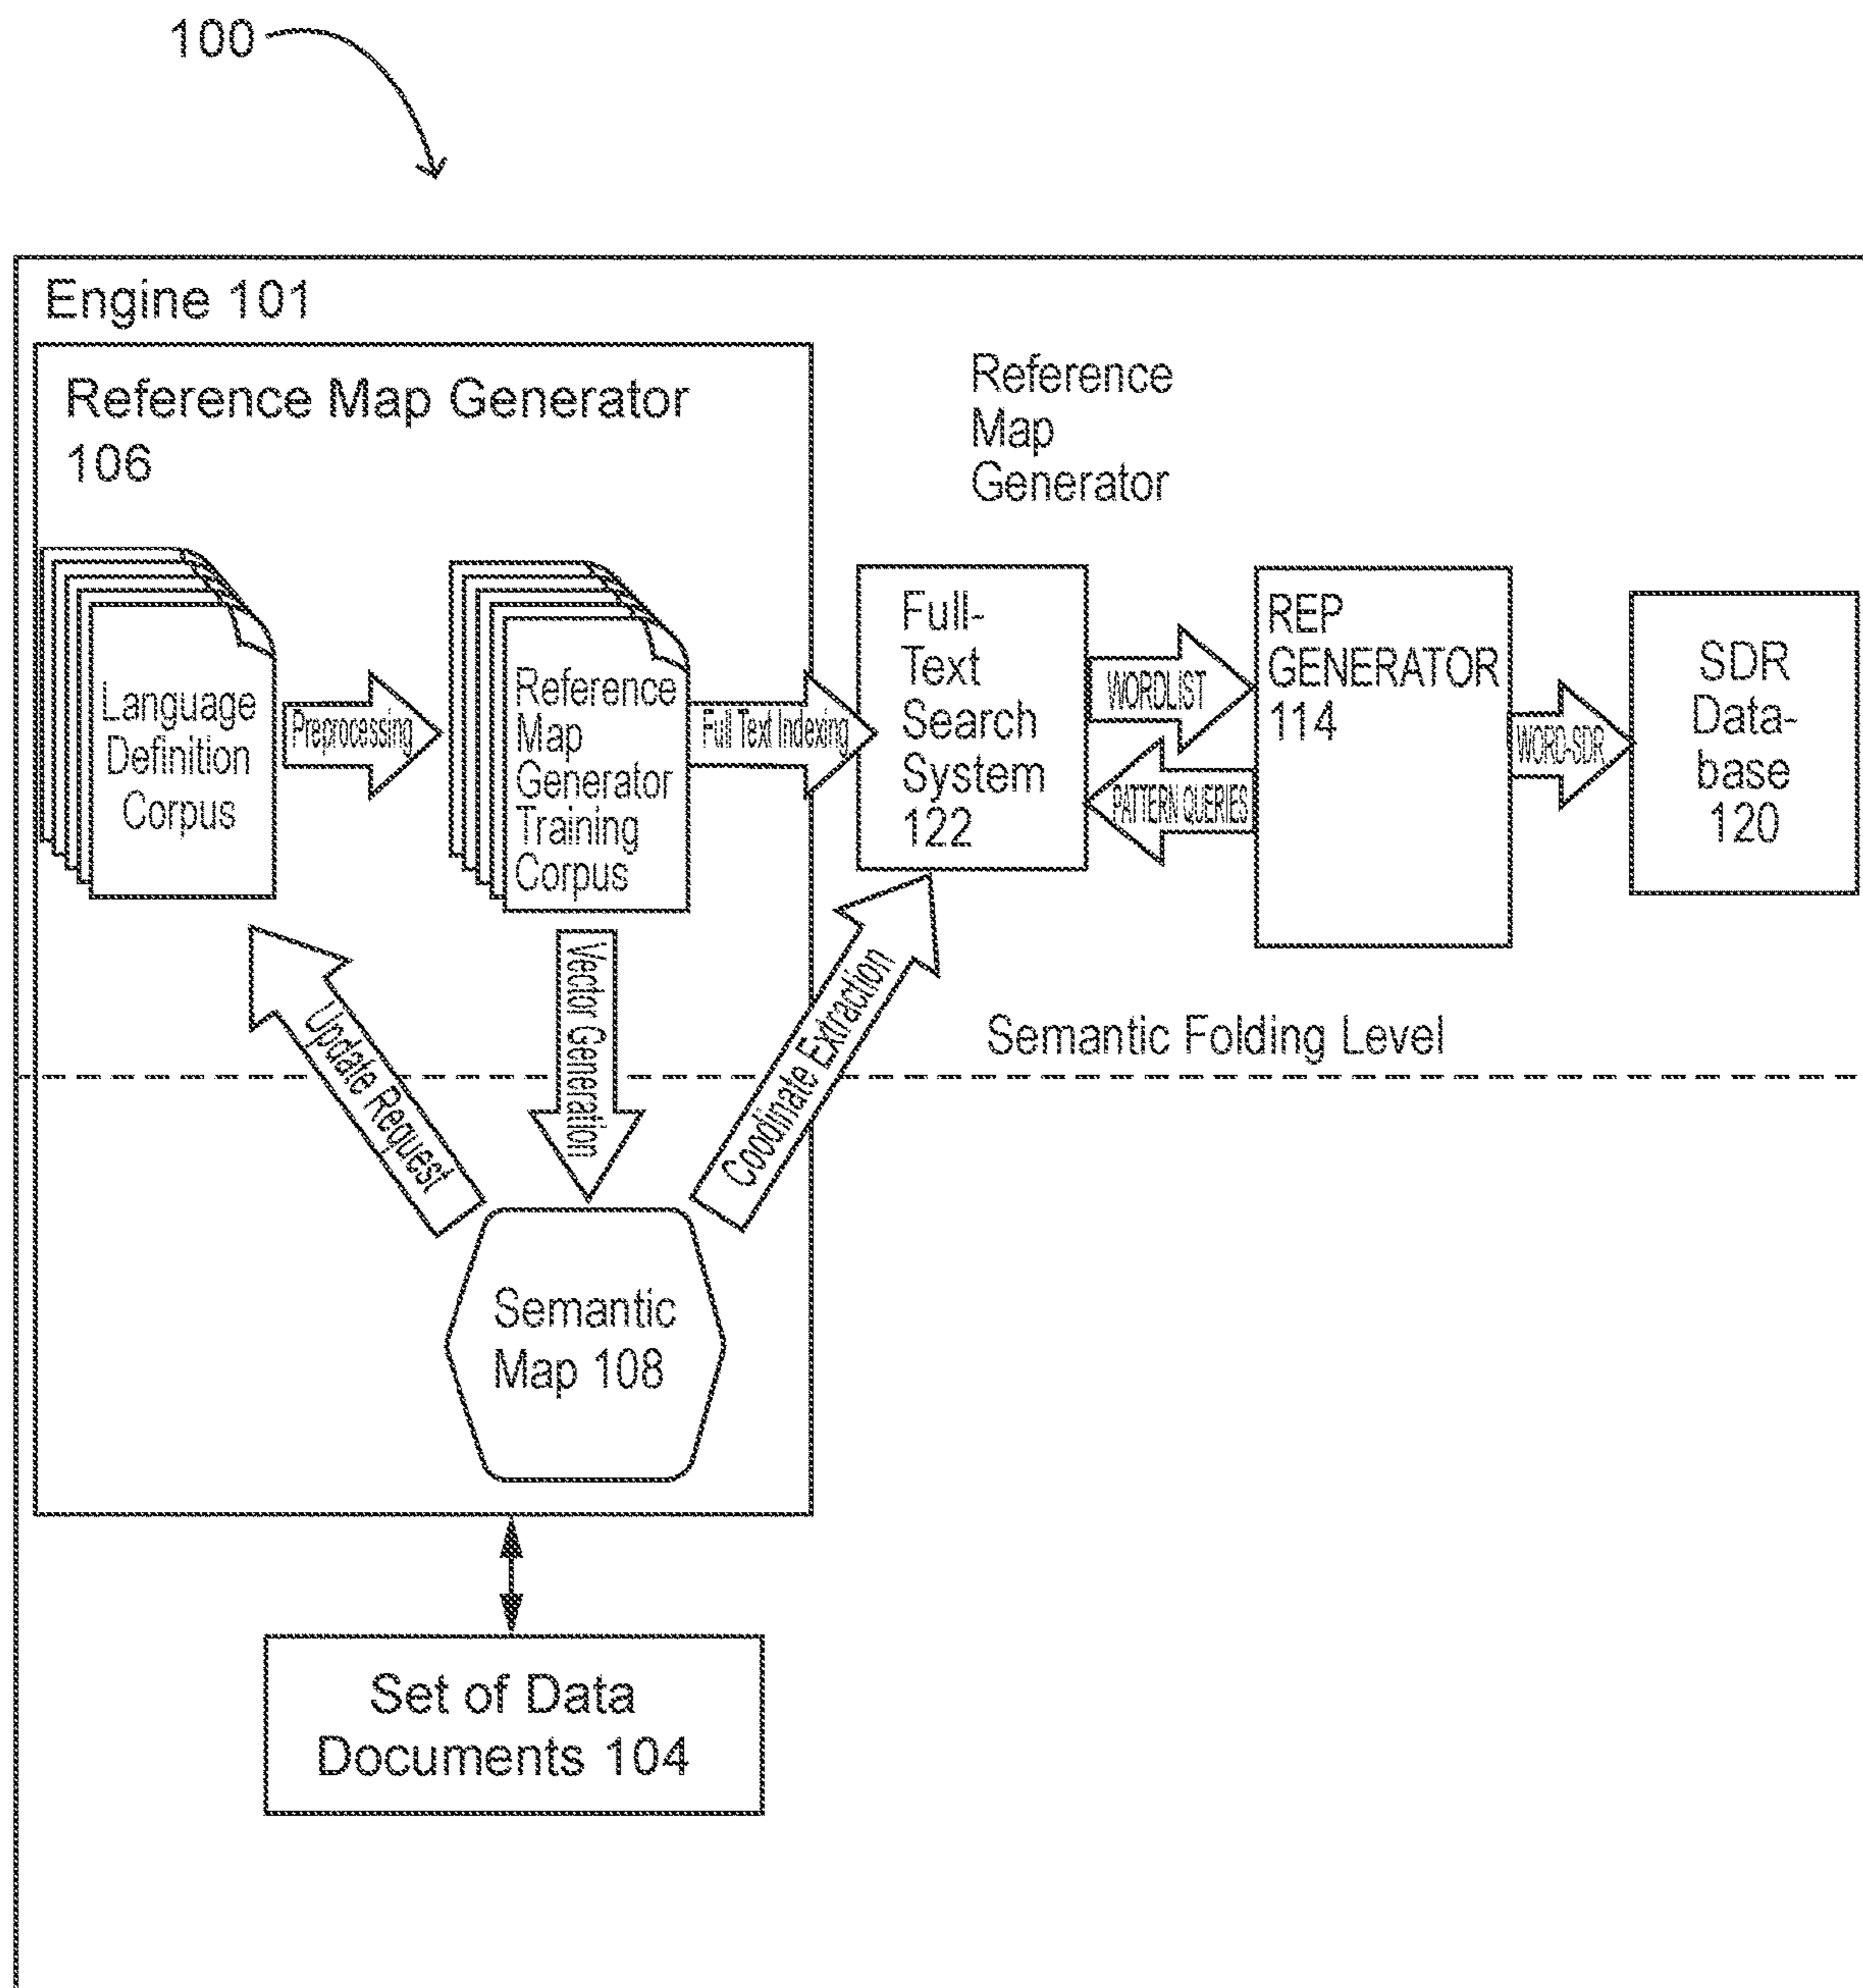 100
Engine 101
Reference Map Generator
106
Reference
Map
Generator
Language
Definition
Corpus
Preprocessing
Reference
Map
Generator
Training
Corpus
Full Text Indexing
Full-
Text
Search
System
122
WORDLIST
PATTERN QUERIES
REP
GENERATOR
114
WORD-SDR
SDR
Data-
base
120
Update Request
Vector Generation
Coodinate Extraction
Semantic Folding Level
Semantic
Map 108
Set of Data
Documents 104